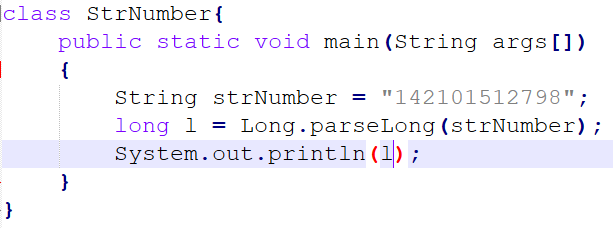 class StrNumber{
public static void main(String args[])
{
String strNumber = "142101512798";
long l = Long.parseLong(strNumber);
System.out.println(l);
}
}